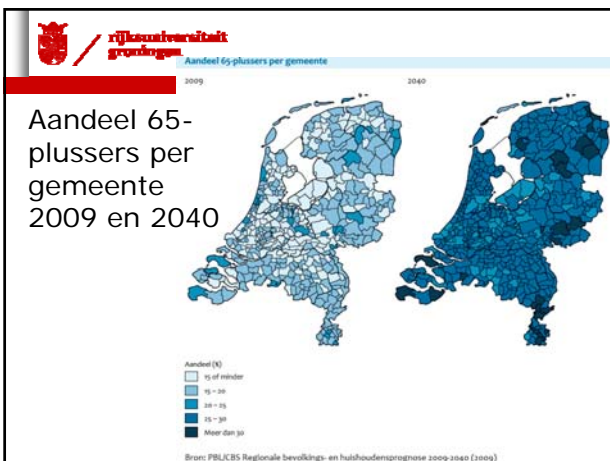 rijksuniversiteit
groningen
Aandeel 65-plussers per gemeente
2009
2040
Aandeel 65-
plussers per
gemeente
2009 en 2040
Aandeel (%)
15 of minder
15 – 20
20 – 25
25 – 30
Meer dan 30
Bron: PBL/CBS Regionale bevolkings- en huishoudensprognose 2009-2040 (2009)